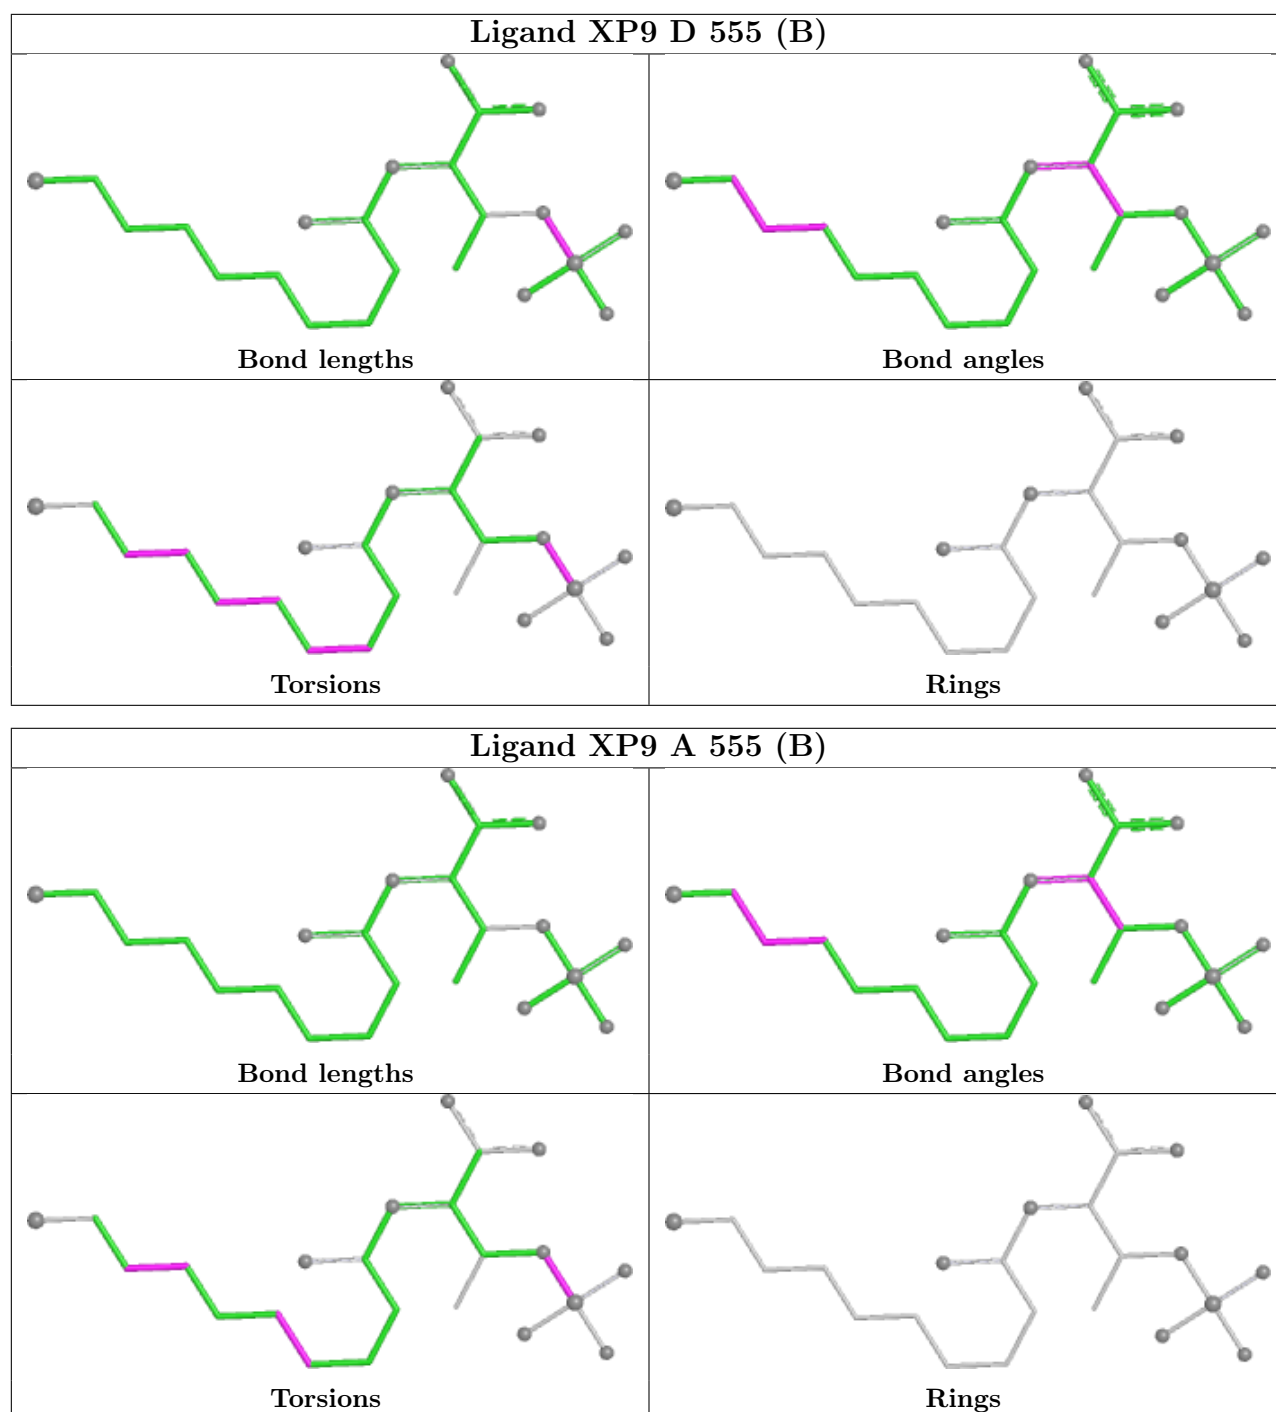 Ligand XP9 D 555 (B)
Bond lengths
Bond angles
Torsions
Rings
Ligand XP9 A 555 (B)
Bond lengths
Bond angles
Torsions
Rings